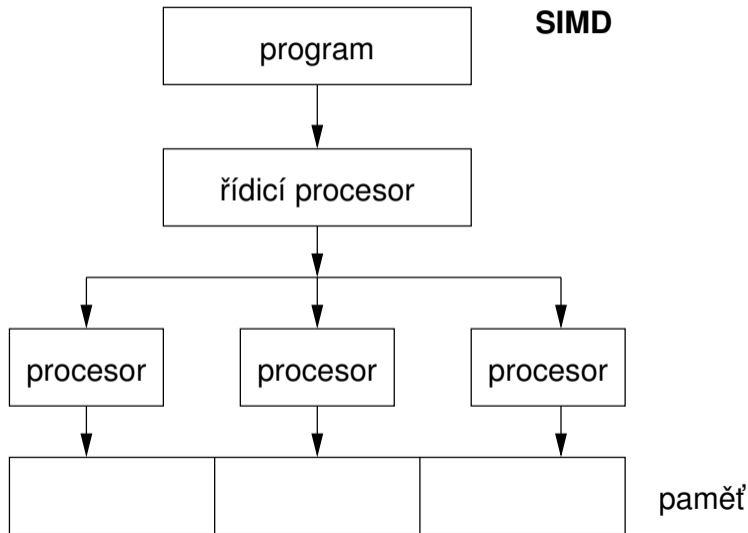 SIMD
program
řídicí procesor
procesor
procesor
procesor
paměť